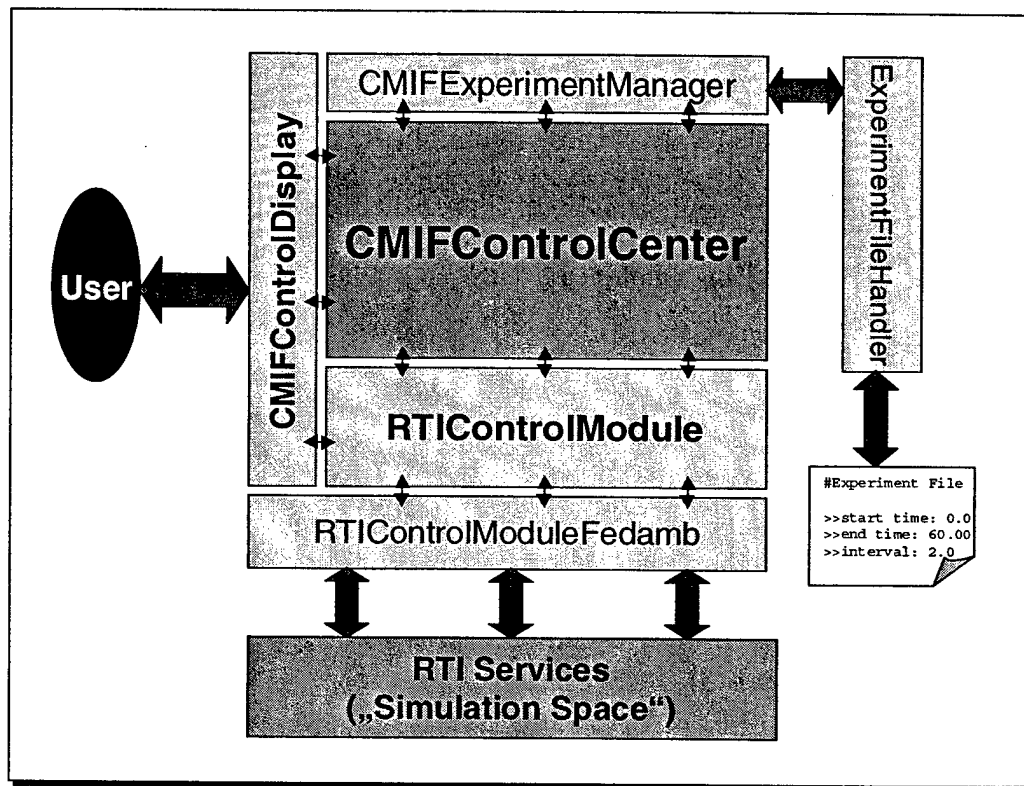 CMIFExperimentManager
ExperimentFileHandler
CMIFControlDisplay
CMIFControlCenter
User
RTIControlModule
#Experiment File
>>start time: 0.0
>>end time: 60.00
>>interval: 2.0
RTIControlModuleFedamb
RTI Services
(„Simulation Space“)